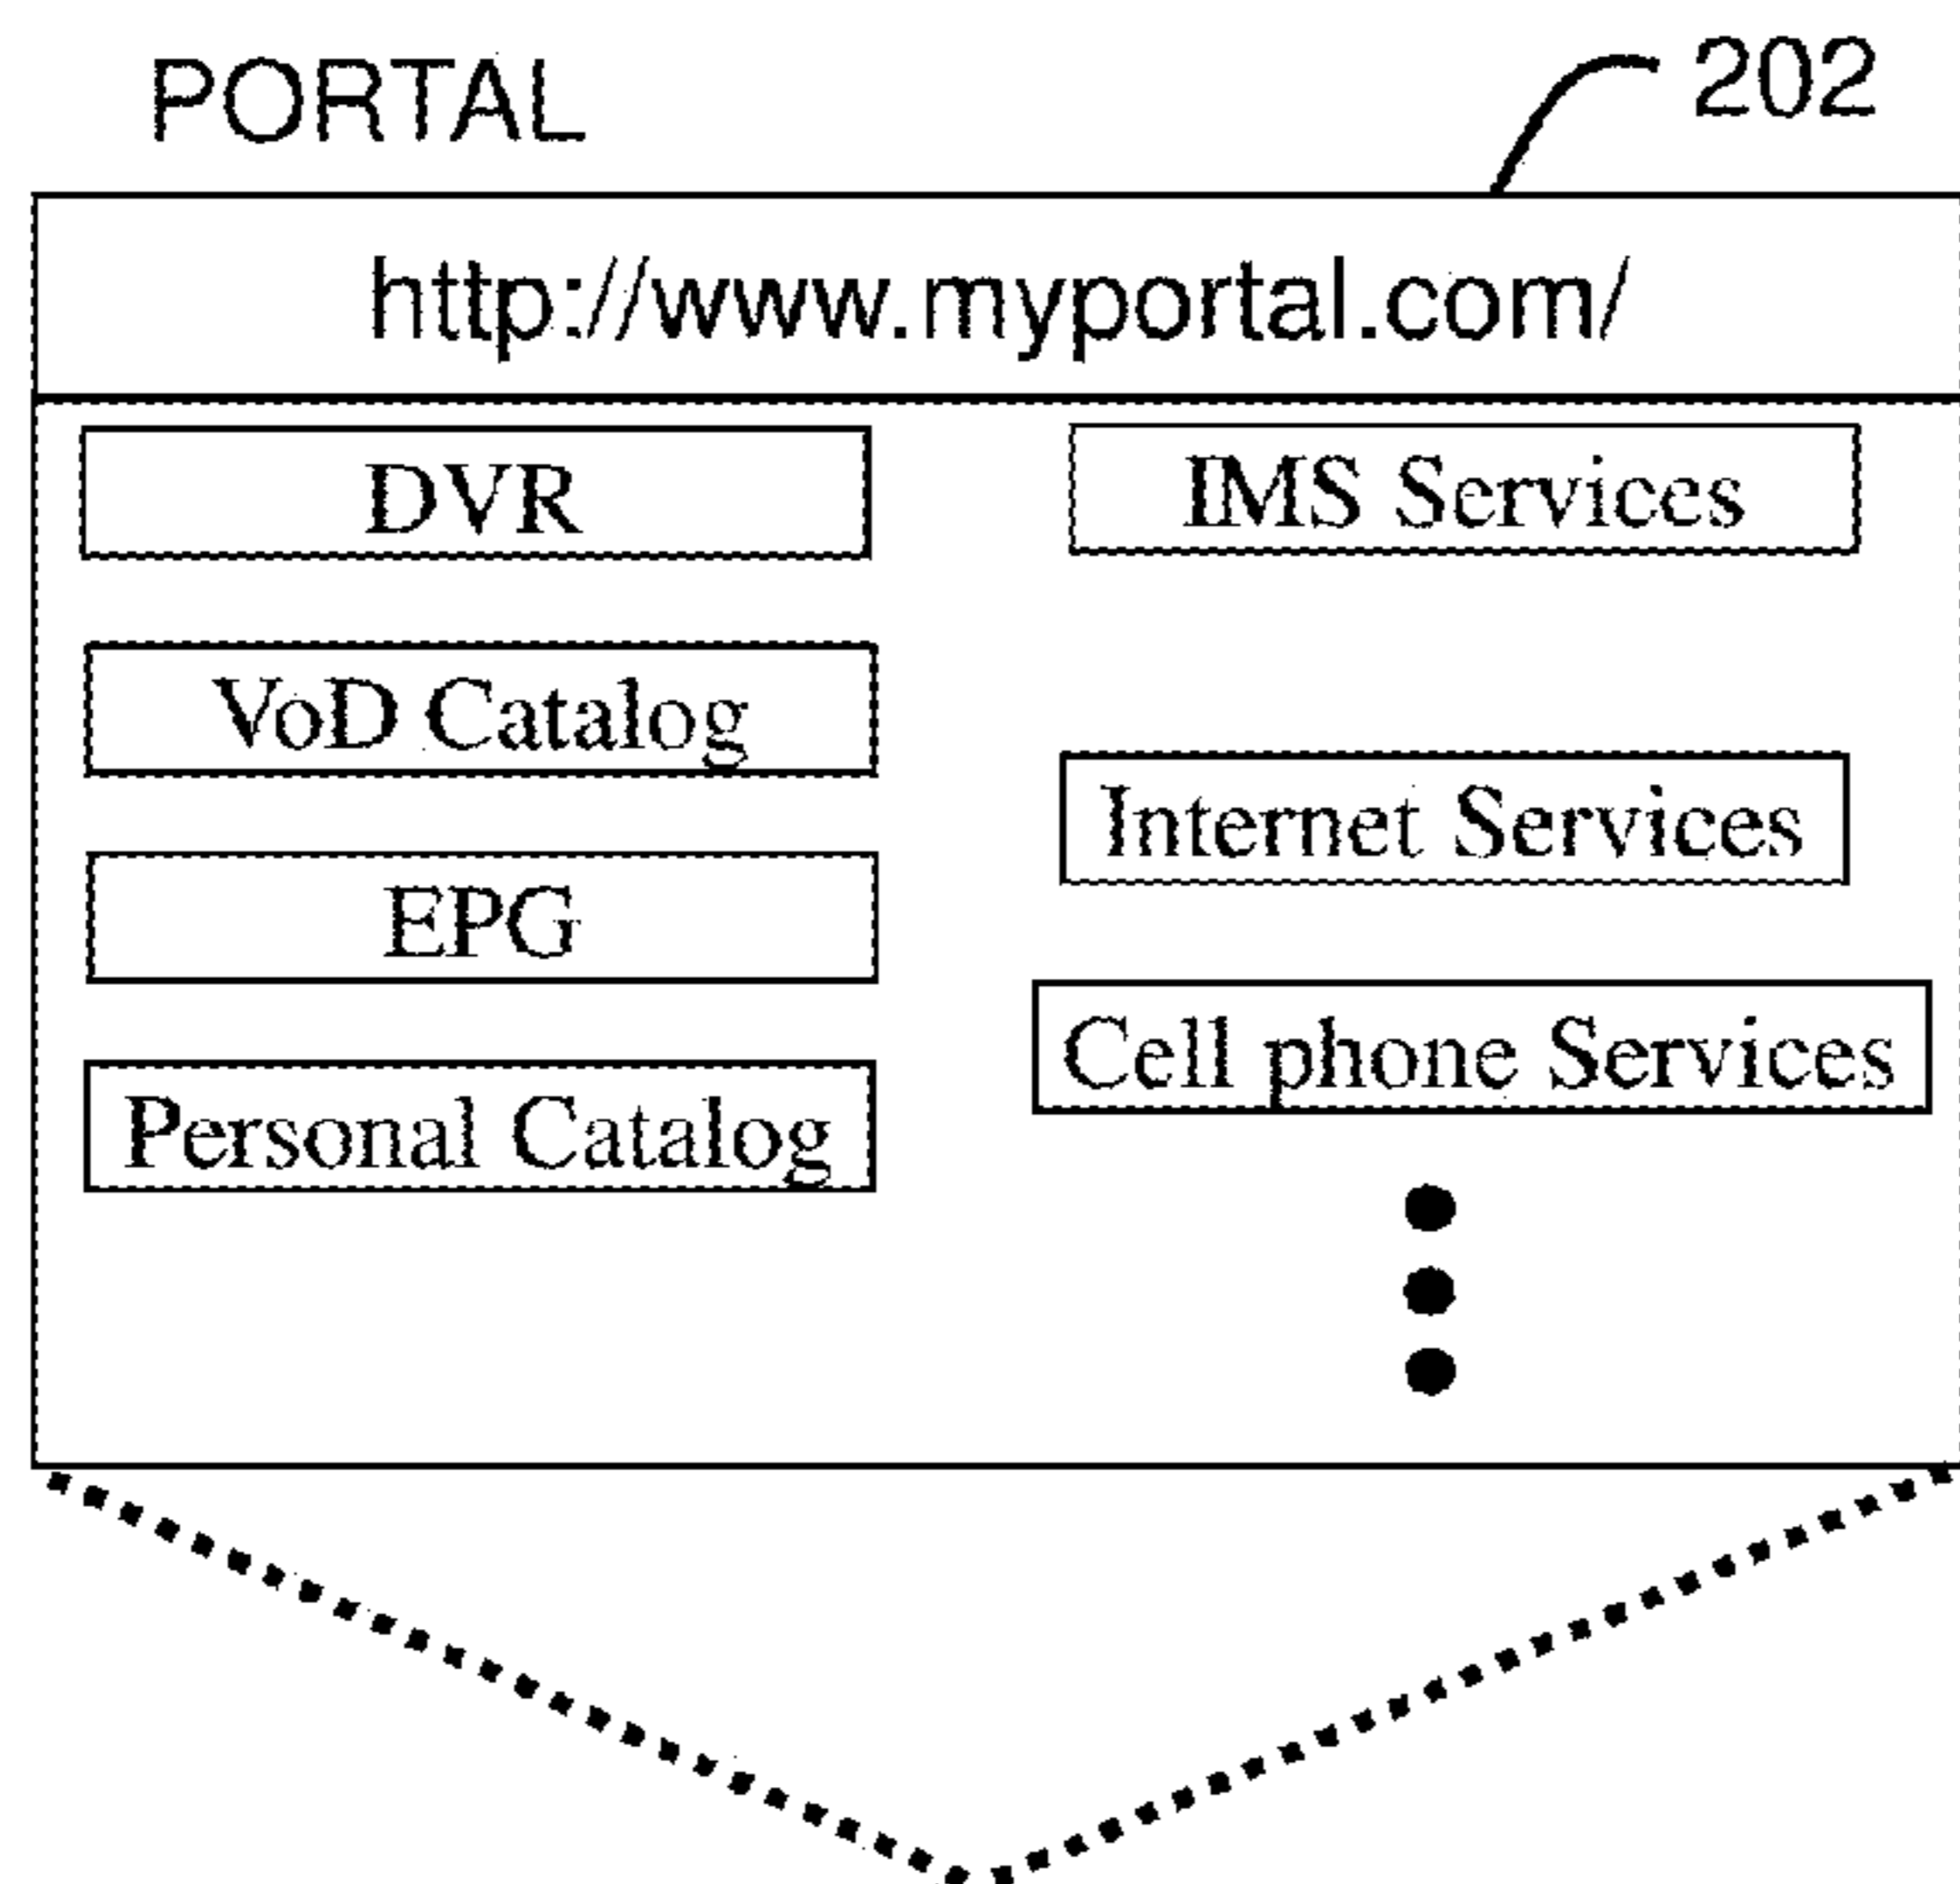 PORTAL
202
http://www.myportal.com/
DVR
IMS Services
VoD Catalog
Internet Services
EPG
Cell phone Services
Personal Catalog